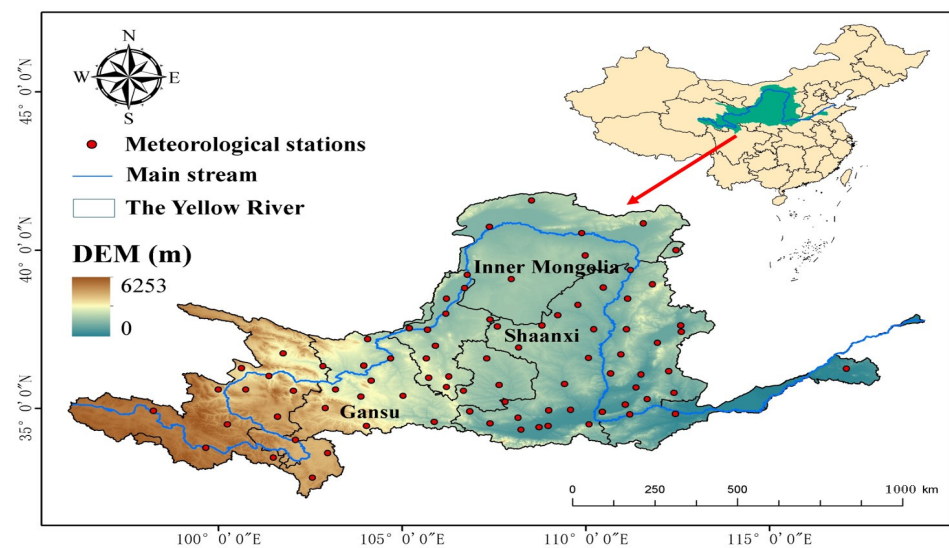 N
W E
S
Meteorological stations
Main stream
The Yellow River
DEM (m)
6253
0
Inner Mongolia
Shaanxi
Gansu
45° 0′ 0″N
40° 0′ 0″N
35° 0′ 0″N
0 250 500 1000 km
100° 0′ 0″E 105° 0′ 0″E 110° 0′ 0″E 115° 0′ 0″E